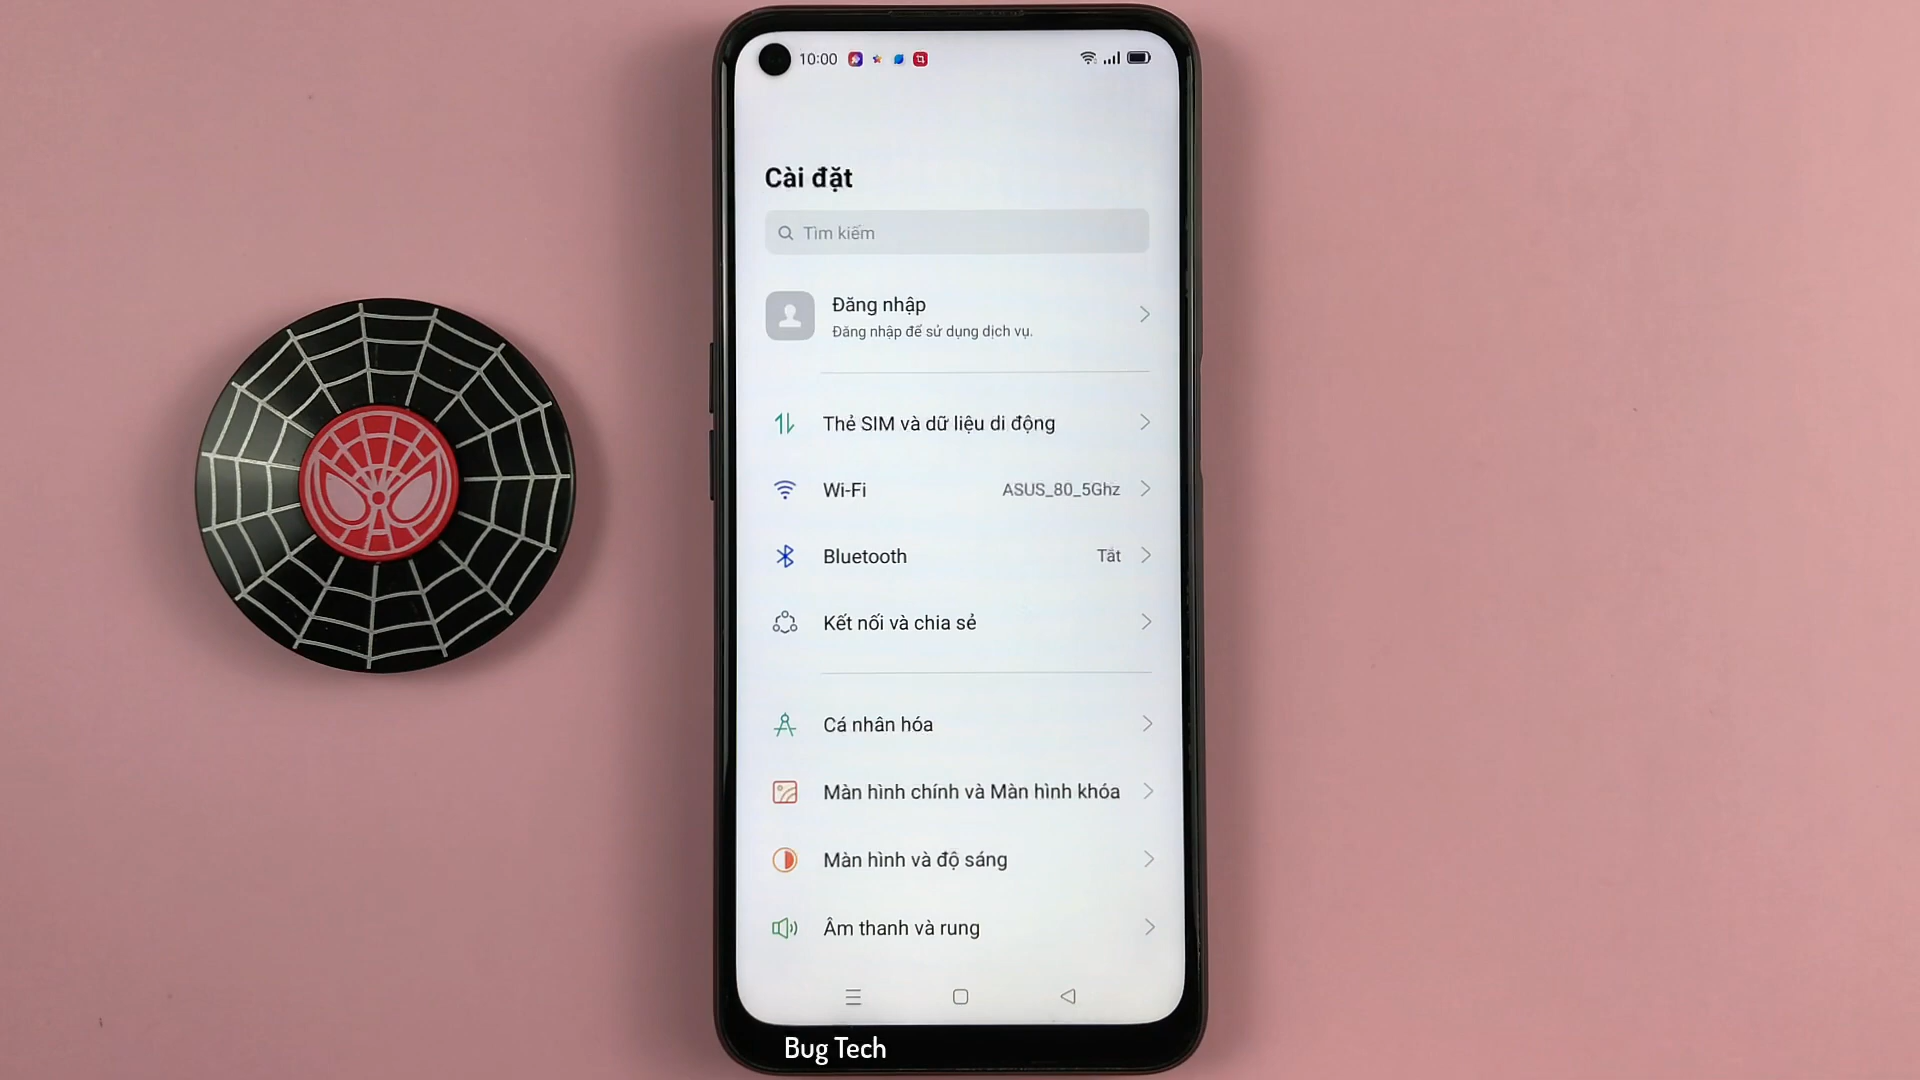 10:00
Cài đặt
Tìm kiếm
Đăng nhập
Đăng nhập để sử dụng dịch vụ.
Thẻ SIM và dữ liệu di động
Wi-Fi ASUS_80_5Ghz
Bluetooth Tắt
Kết nối và chia sẻ
Cá nhân hóa
Màn hình chính và Màn hình khóa
Màn hình và độ sáng
Âm thanh và rung
Bug Tech